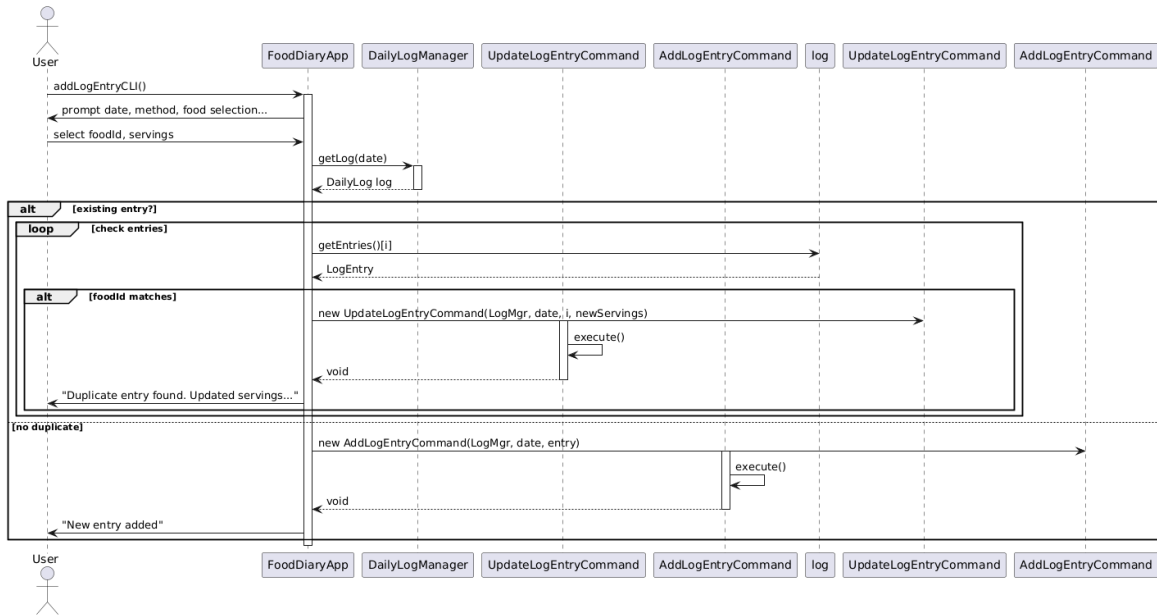 User
FoodDiaryApp
DailyLogManager
UpdateLogEntryCommand
AddLogEntryCommand
log
UpdateLogEntryCommand
AddLogEntryCommand
addLogEntryCLI()
prompt date, method, food selection...
select foodId, servings
getLog(date)
DailyLog log
alt [existing entry?]
loop [check entries]
getEntries()[i]
LogEntry
alt [foodId matches]
new UpdateLogEntryCommand(LogMgr, date, i, newServings)
execute()
void
"Duplicate entry found. Updated servings..."
[no duplicate]
new AddLogEntryCommand(LogMgr, date, entry)
execute()
void
"New entry added"
User
FoodDiaryApp
DailyLogManager
UpdateLogEntryCommand
AddLogEntryCommand
log
UpdateLogEntryCommand
AddLogEntryCommand